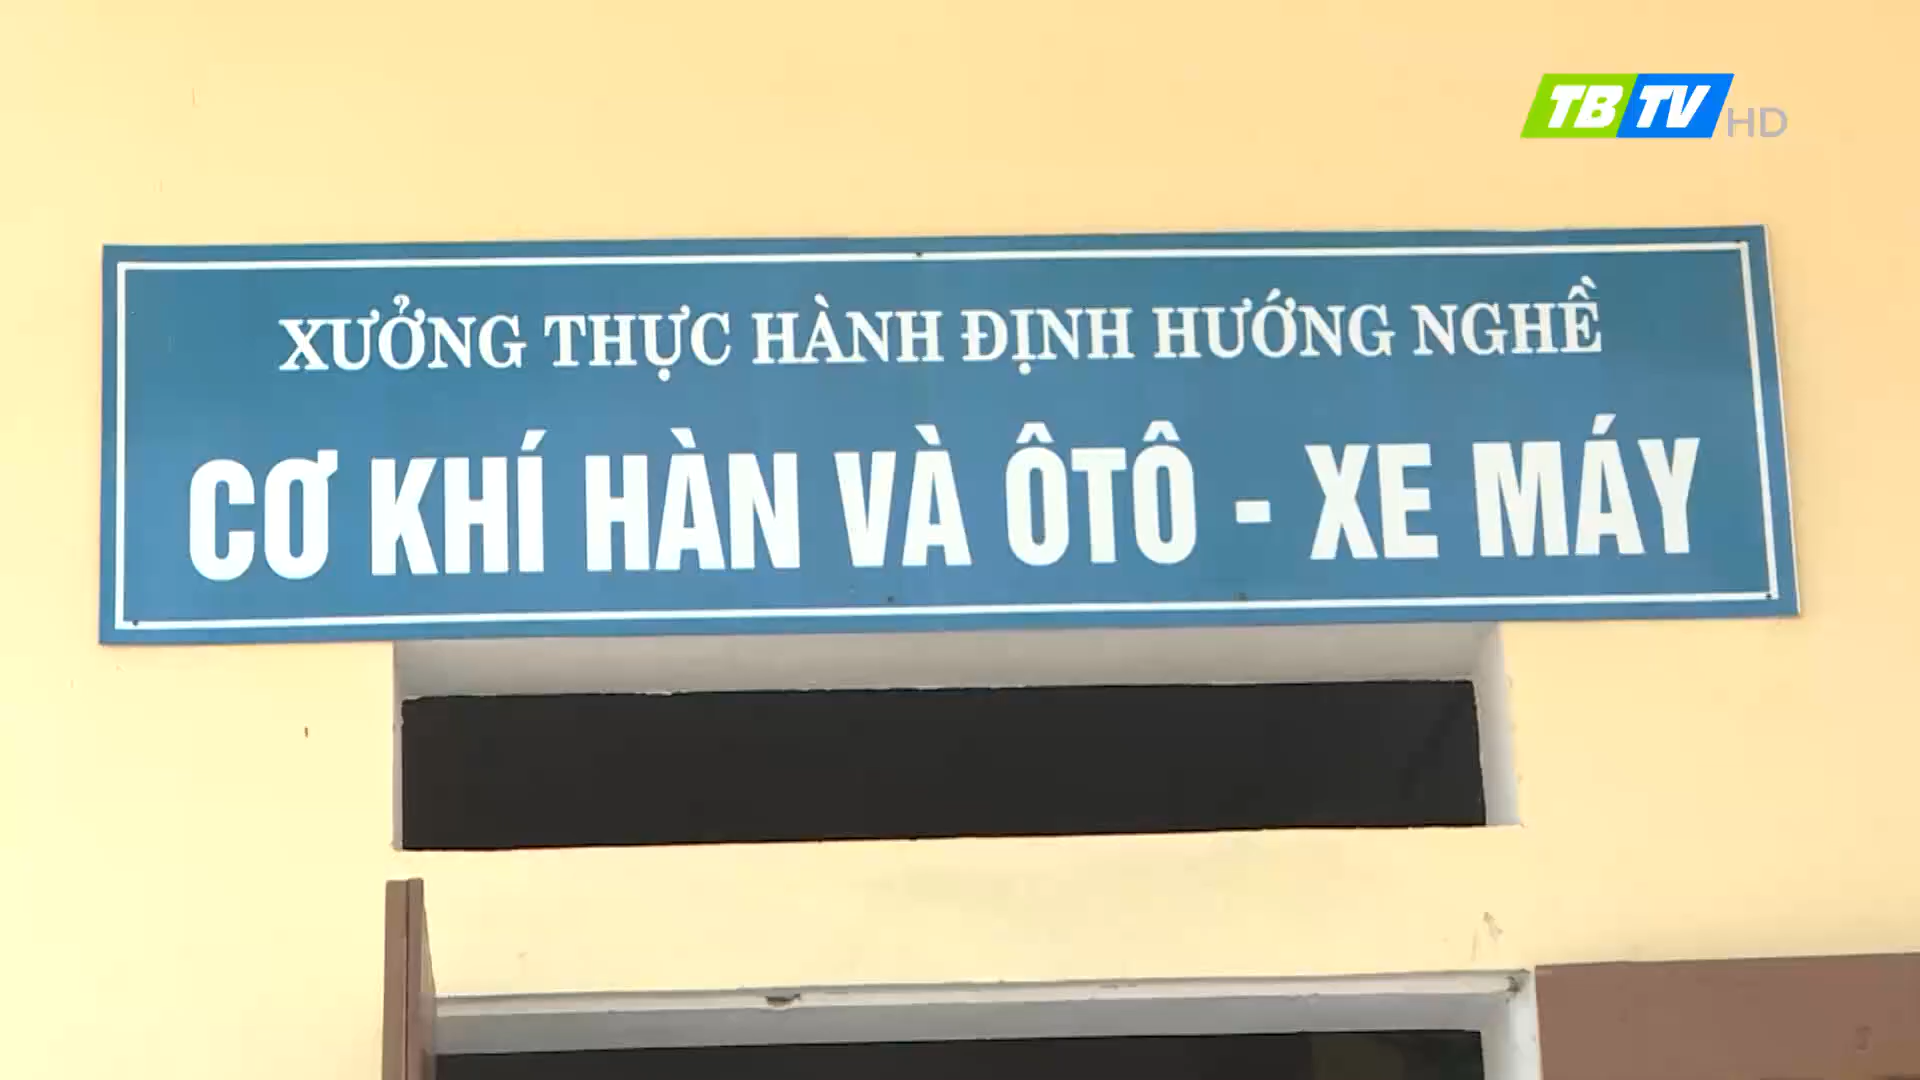 TBTV HD
XƯỞNG THỰC HÀNH ĐỊNH HƯỚNG NGHỀ
CƠ KHÍ HÀN VÀ ÔTÔ - XE MÁY